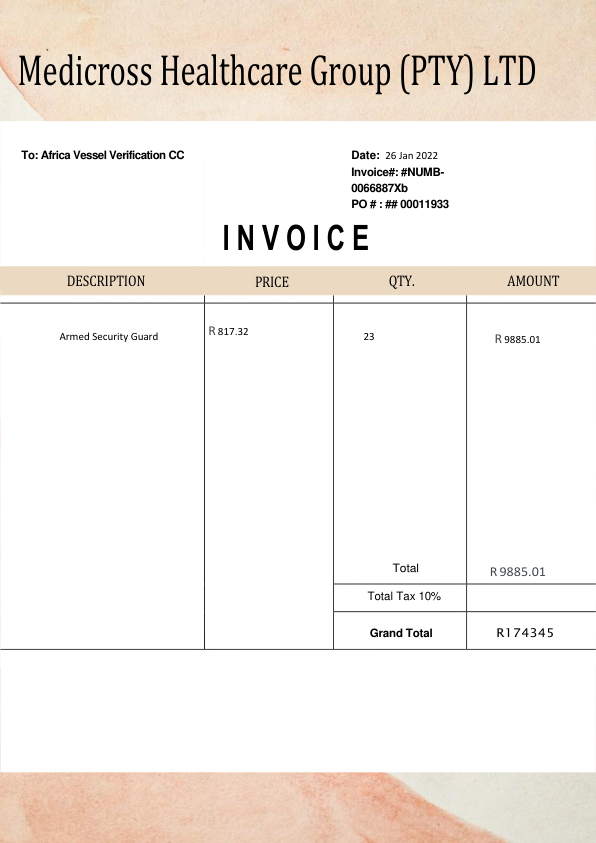 Medicross Healthcare Group (PTY) LTD
To: Africa Vessel Verification CC
Date: 26 Jan 2022
Invoice#: #NUMB-
0066887Xb
PO # : ## 00011933
INVOICE
DESCRIPTION PRICE QTY. AMOUNT
Armed Security Guard R 817.32 23 R 9885.01
Total R 9885.01
Total Tax 10%
Grand Total R174345